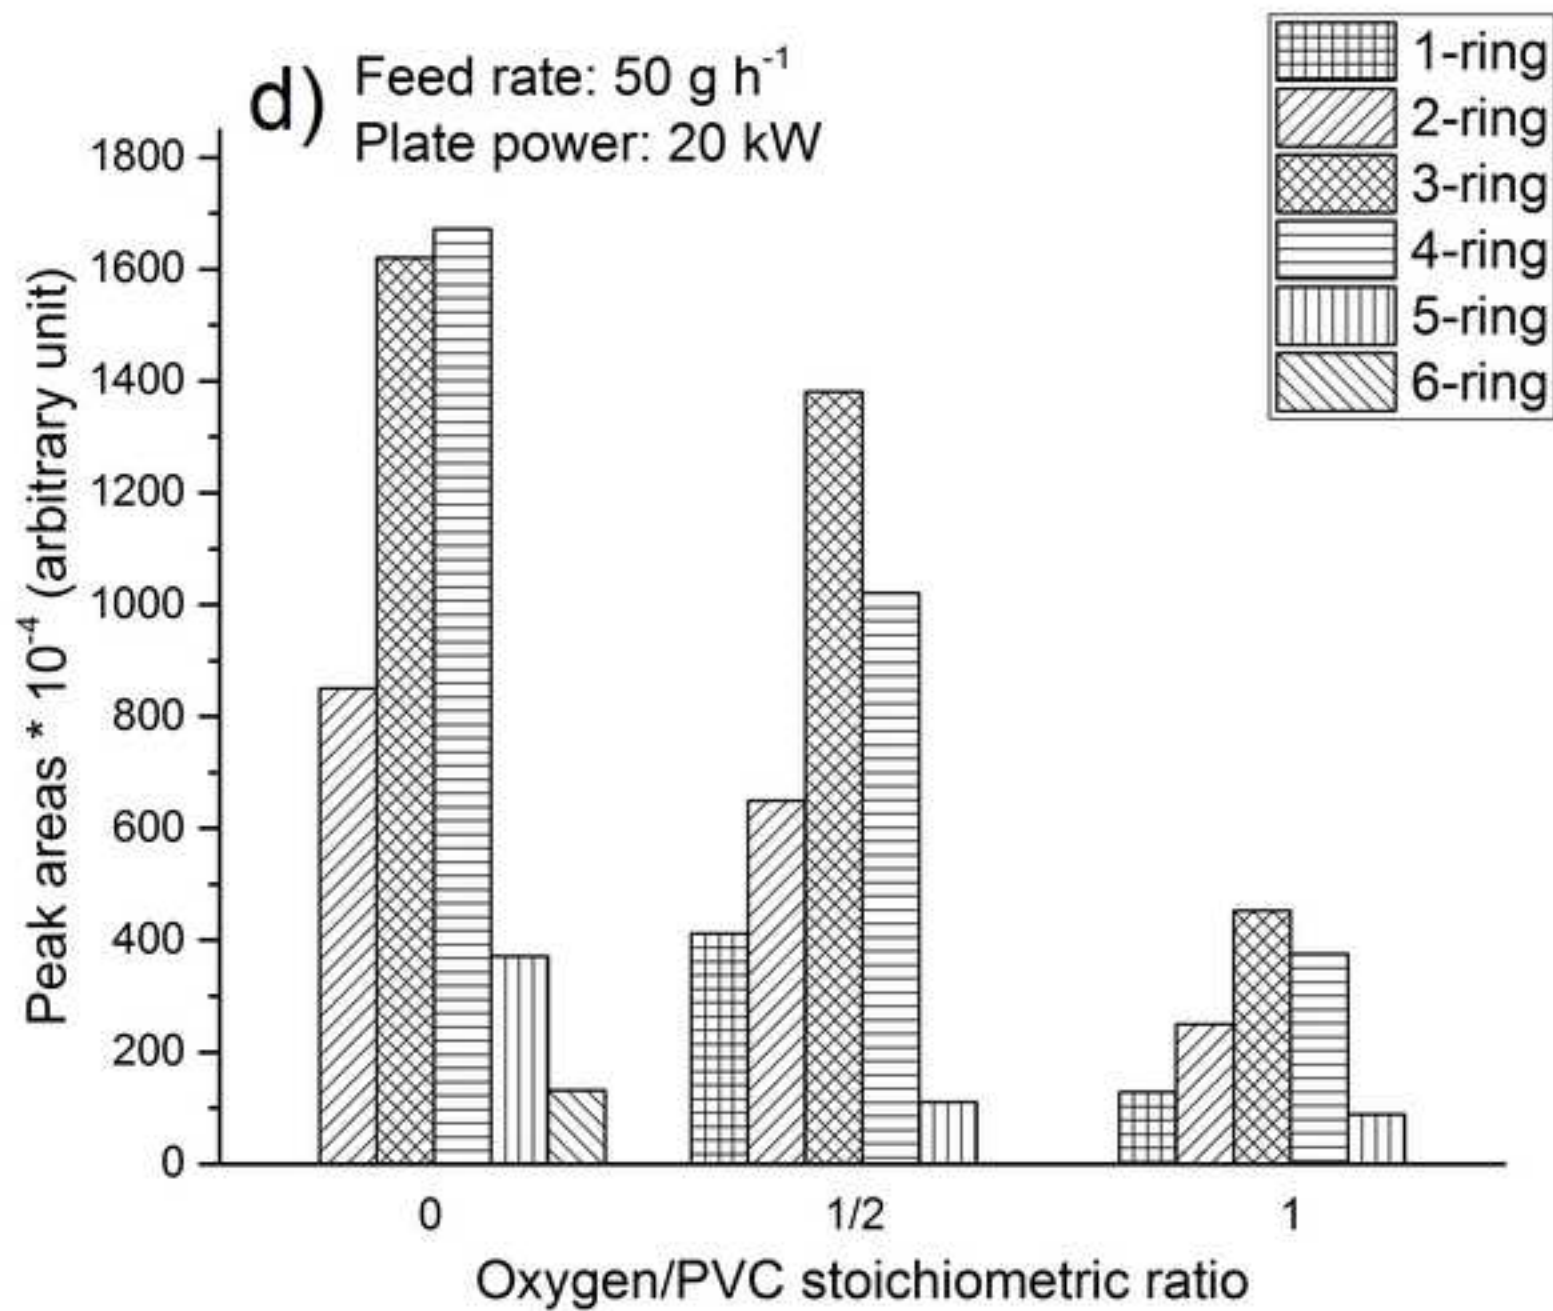 d)
Feed rate: 50 g h⁻¹
Plate power: 20 kW
1-ring
2-ring
3-ring
4-ring
5-ring
6-ring
Peak areas * 10⁻⁴ (arbitrary unit)
1800
1600
1400
1200
1000
800
600
400
200
0
0 1/2 1
Oxygen/PVC stoichiometric ratio